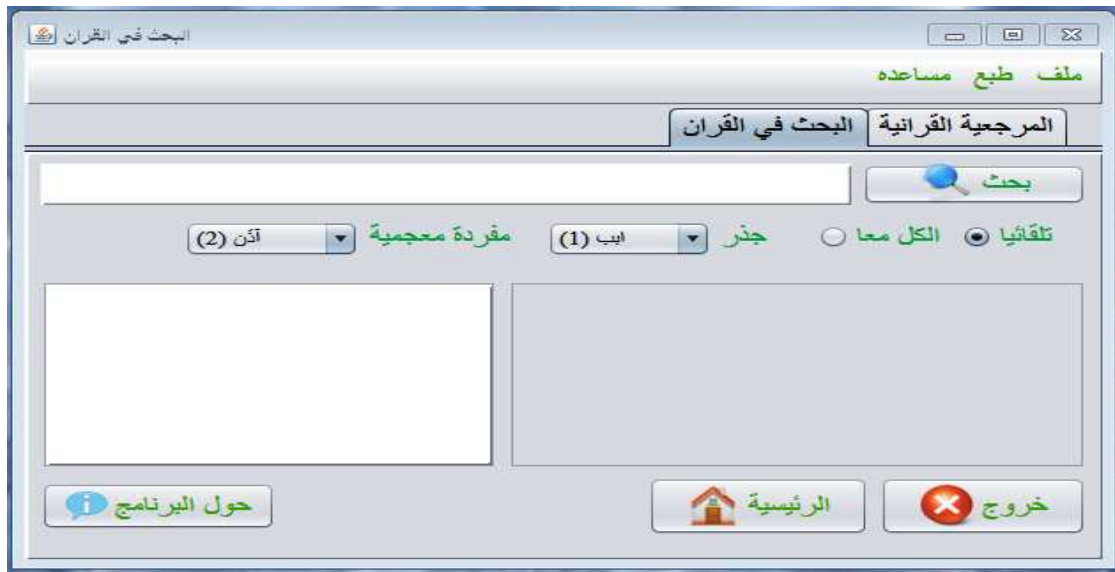 البحث في القران
ملف طبع مساعده
المرجعية القرانية البحث في القران
بحث
تلقائيا الكل معا جذر ابب (1) مفردة معجمية آذن (2)
خروج الرئيسية حول البرنامج